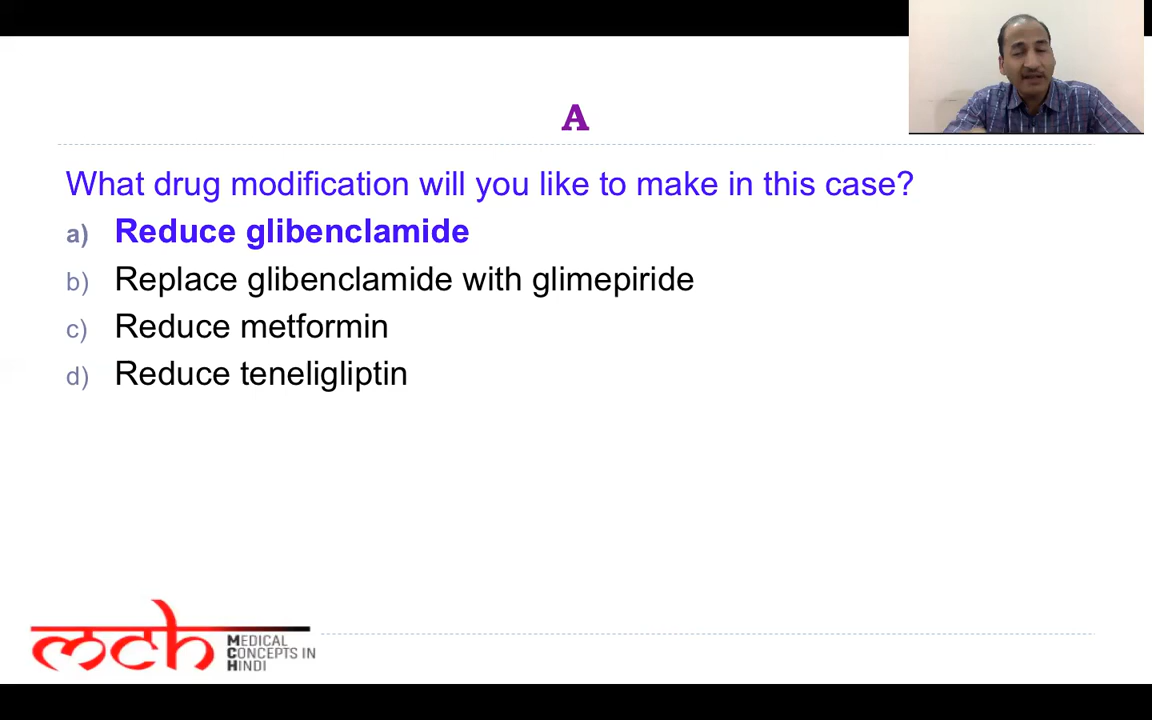 A
What drug modification will you like to make in this case?
a) Reduce glibenclamide
b) Replace glibenclamide with glimepiride
c) Reduce metformin
d) Reduce teneligliptin
mch
MEDICAL
CONCEPTS IN
HINDI